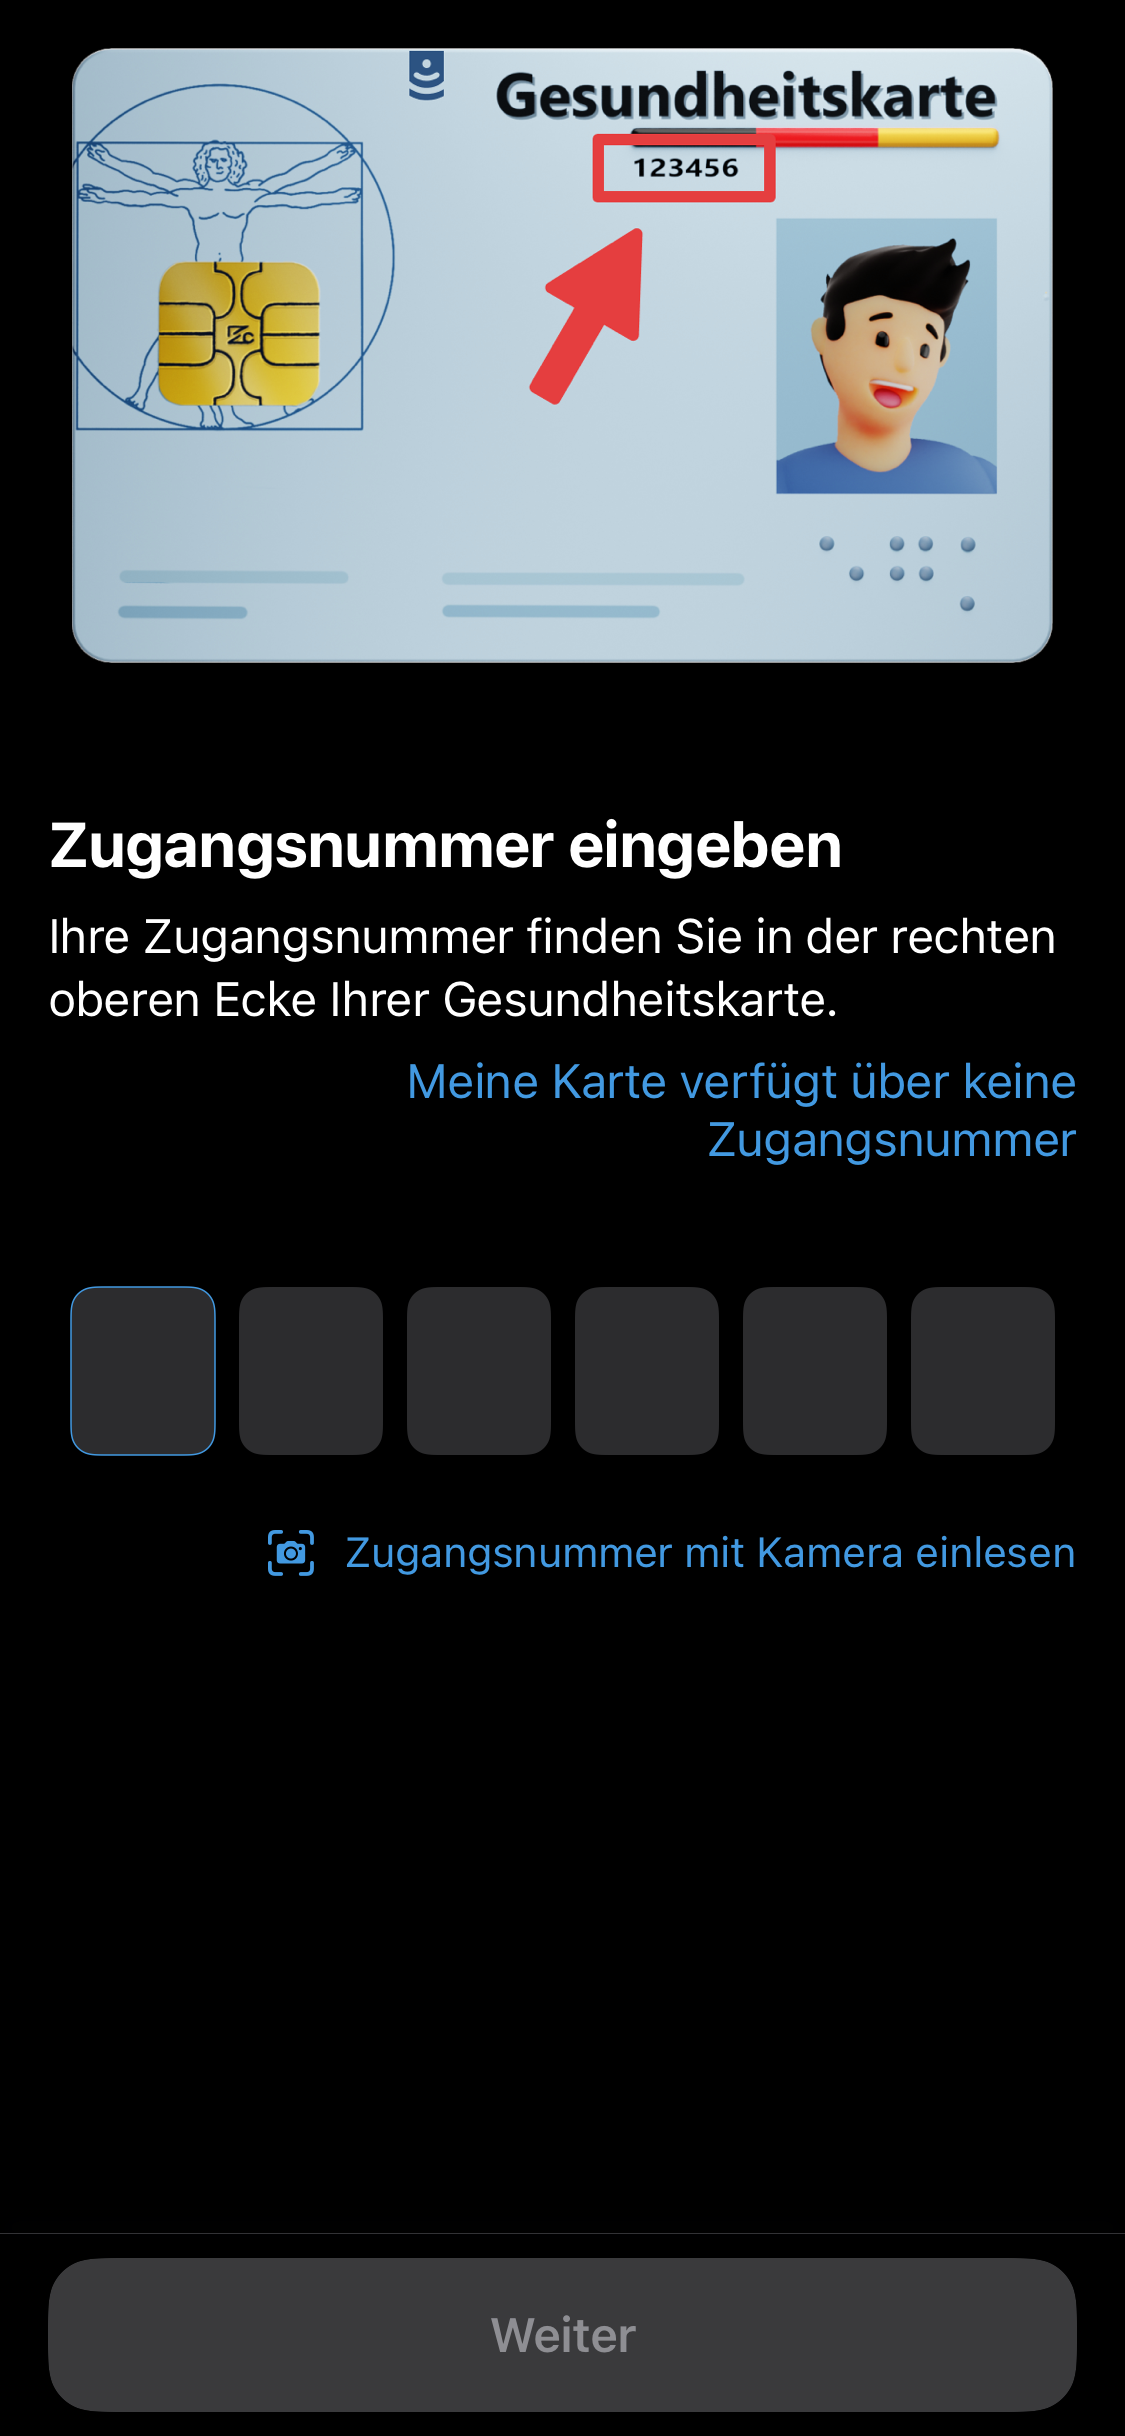 Gesundheitskarte
123456
Zugangsnummer eingeben
Ihre Zugangsnummer finden Sie in der rechten
oberen Ecke Ihrer Gesundheitskarte.
Meine Karte verfügt über keine
Zugangsnummer
Zugangsnummer mit Kamera einlesen
Weiter